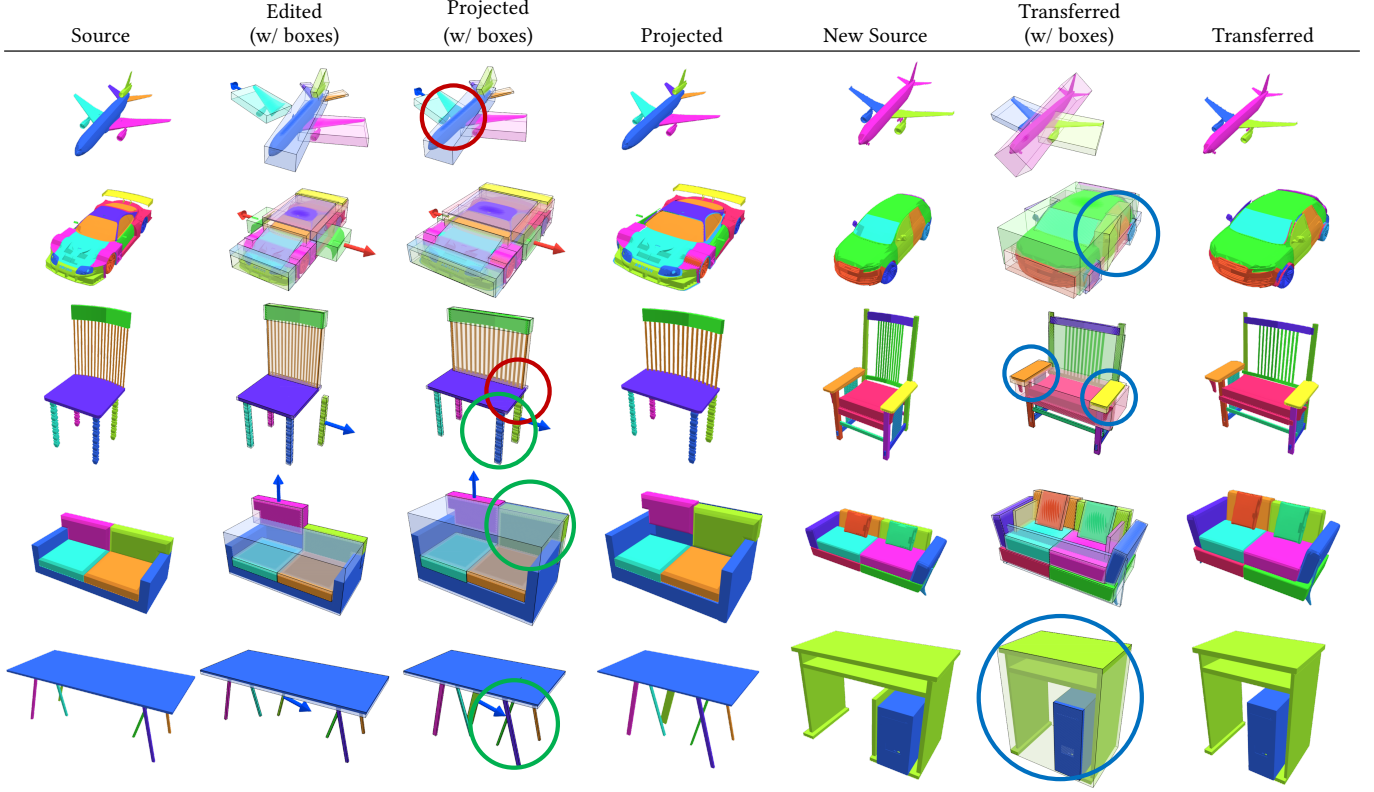 Source
Edited
(w/ boxes)
Projected
(w/ boxes)
Projected
New Source
Transferred
(w/ boxes)
Transferred